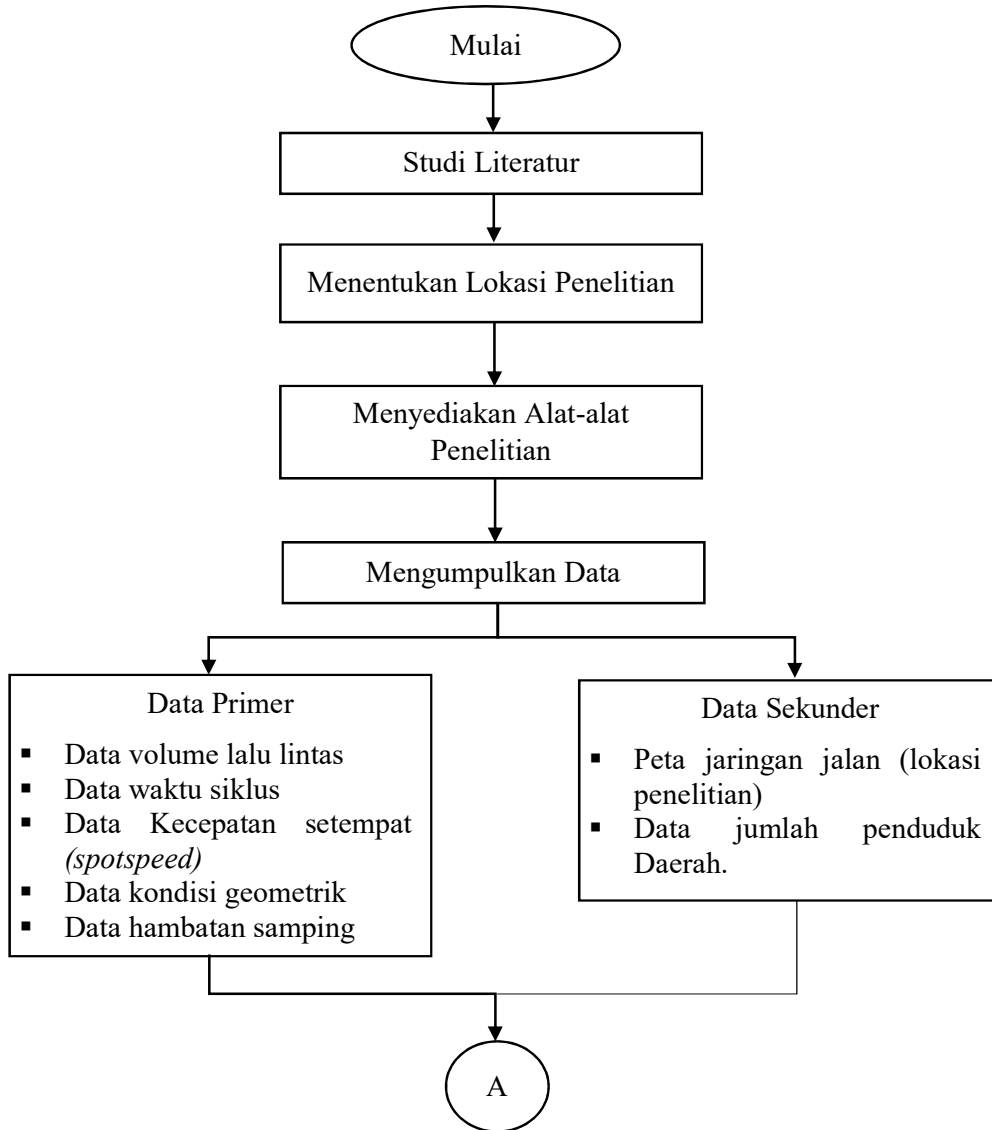 Mulai
Studi Literatur
Menentukan Lokasi Penelitian
Menyediakan Alat-alat
Penelitian
Mengumpulkan Data
Data Primer
▪ Data volume lalu lintas
▪ Data waktu siklus
▪ Data Kecepatan setempat
(spotspeed)
▪ Data kondisi geometrik
▪ Data hambatan samping
Data Sekunder
▪ Peta jaringan jalan (lokasi
penelitian)
▪ Data jumlah penduduk
Daerah.
A